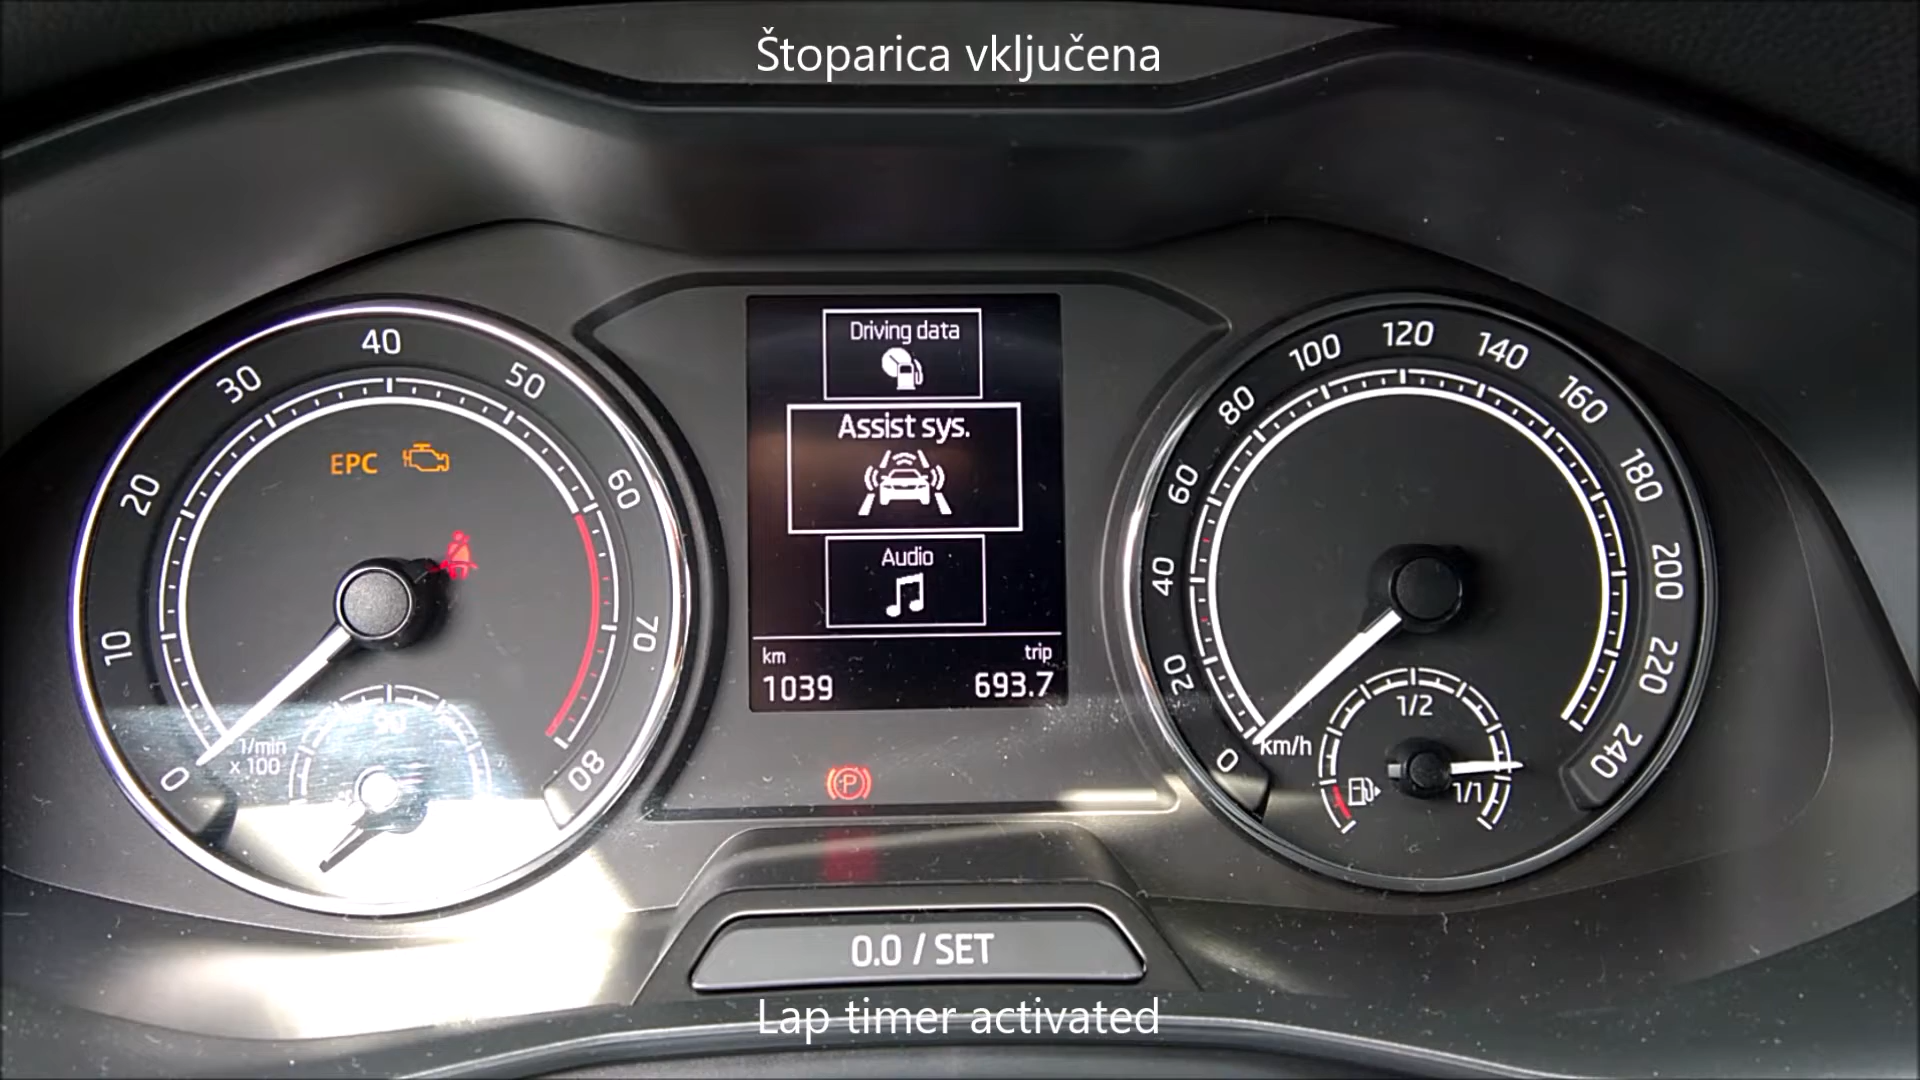 Štoparica vključena
0
10
20
30
40
50
60
70
80
EPC
1/min
x 100
90
Driving data
Assist sys.
Audio
km
trip
1039
693.7
P
0
20
40
60
80
100
120
140
160
180
200
220
240
km/h
1/2
1/1
0.0 / SET
Lap timer activated